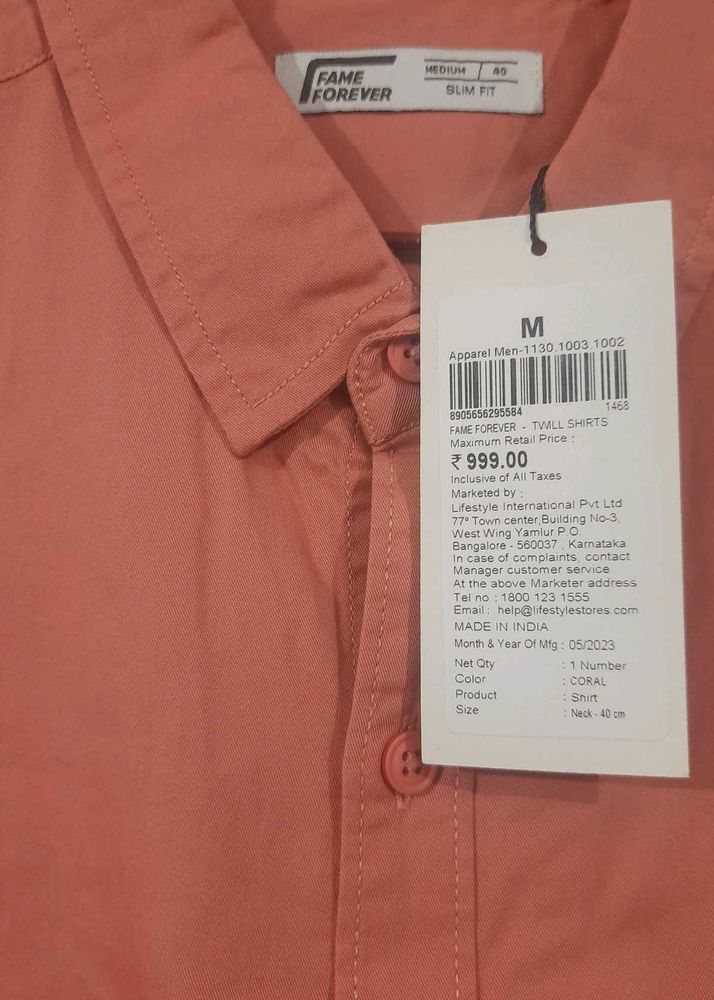 FAME
FOREVER
MEDIUM / 40
SLIM FIT
M
Apparel Men-1130.1003.1002
8905656295584 1468
FAME FOREVER - TWILL SHIRTS
Maximum Retail Price :
₹ 999.00
Inclusive of All Taxes
Marketed by :
Lifestyle International Pvt Ltd
77° Town center,Building No-3,
West Wing Yamlur P.O.
Bangalore - 560037 , Karnataka
In case of complaints, contact
Manager customer service
At the above Marketer address
Tel no : 1800 123 1555
Email : help@lifestylestores.com
MADE IN INDIA
Month & Year Of Mfg : 05/2023
Net Qty : 1 Number
Color : CORAL
Product : Shirt
Size : Neck - 40 cm